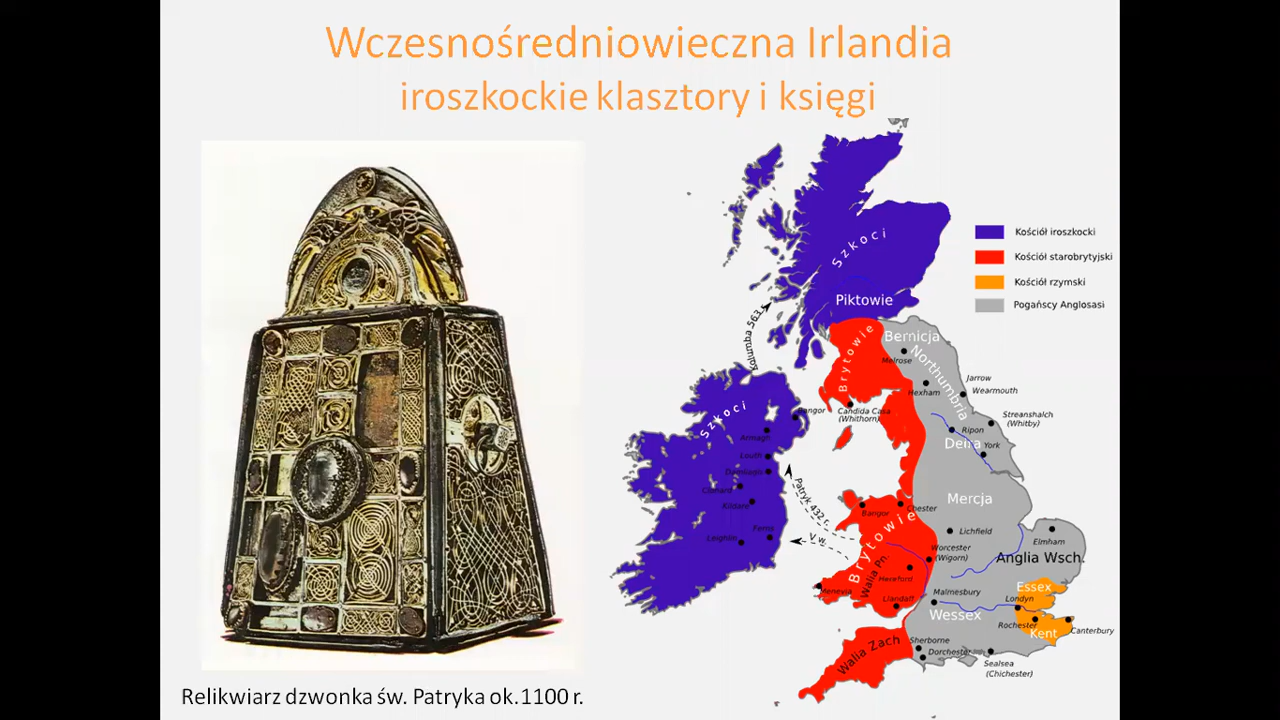 Wczesnośredniowieczna Irlandia
iroszkockie klasztory i księgi
Szkoci
Kościół iroszkocki
Kościół starobrytyjski
Kościół rzymski
Pogańscy Anglosasi
Piktowie
Kolumba 563 r.
Brytowie
Bernicja
Melrose
Northumbria
Hexham
Jarrow
Wearmouth
Candida Casa
(Whithorn)
Streanshalch
(Whitby)
Ripon
Deira
York
Szkoci
Bangor
Armagh
Louth
Clonard
Kildare
Ferns
Leighlin
Patryk 432 r.
V w.
Mercja
Bangor
Chester
Brytowie
Lichfield
Elmham
Worcester
(Wigorn)
Anglia Wsch.
Walia Pn.
Hereford
Menevia
Llandaff
Malmesbury
Essex
Londyn
Wessex
Rochester
Kent
Canterbury
Walia Zach
Sherborne
Dorchester
Sealsea
(Chichester)
Relikwiarz dzwonka św. Patryka ok.1100 r.